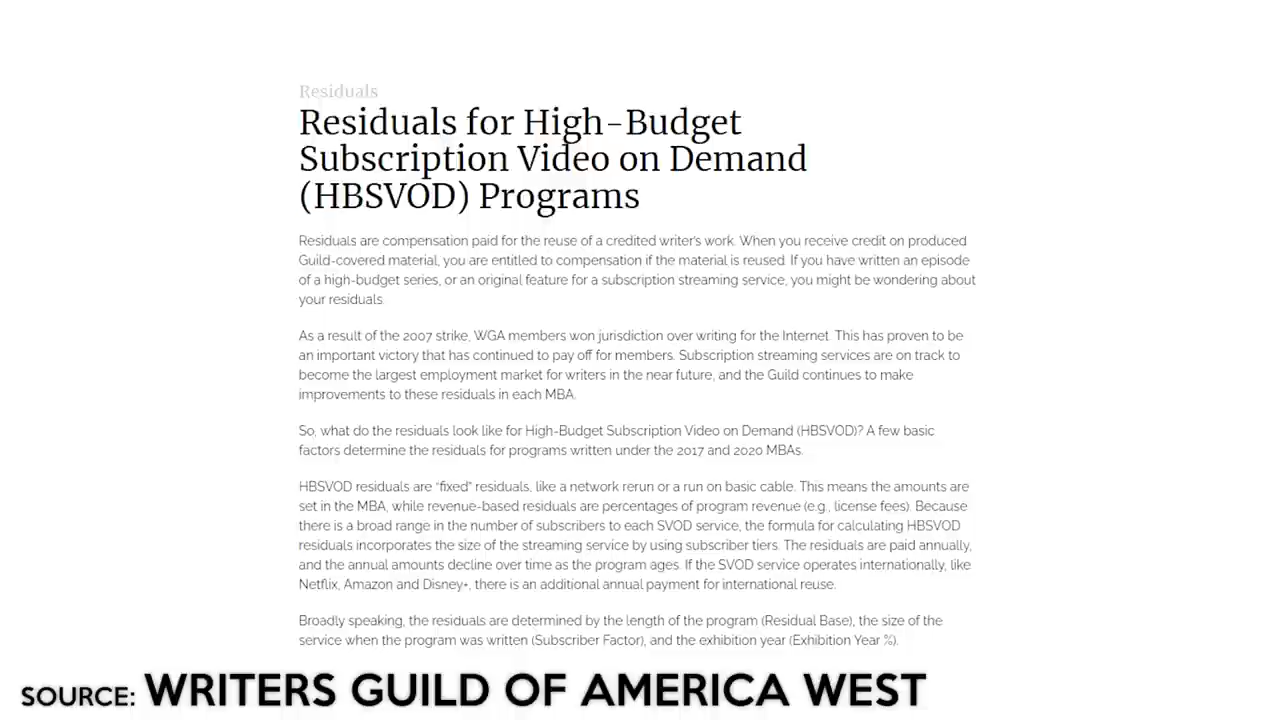 Residuals
Residuals for High-Budget
Subscription Video on Demand
(HBSVOD) Programs
Residuals are compensation paid for the reuse of a credited writer's work. When you receive credit on produced
Guild-covered material, you are entitled to compensation if the material is reused. If you have written an episode
of a high-budget series, or an original feature for a subscription streaming service, you might be wondering about
your residuals.
As a result of the 2007 strike, WGA members won jurisdiction over writing for the Internet. This has proven to be
an important victory that has continued to pay off for members. Subscription streaming services are on track to
become the largest employment market for writers in the near future, and the Guild continues to make
improvements to these residuals in each MBA.
So, what do the residuals look like for High-Budget Subscription Video on Demand (HBSVOD)? A few basic
factors determine the residuals for programs written under the 2017 and 2020 MBAs.
HBSVOD residuals are “fixed” residuals, like a network rerun or a run on basic cable. This means the amounts are
set in the MBA, while revenue-based residuals are percentages of program revenue (e.g., license fees). Because
there is a broad range in the number of subscribers to each SVOD service, the formula for calculating HBSVOD
residuals incorporates the size of the streaming service by using subscriber tiers. The residuals are paid annually,
and the annual amounts decline over time as the program ages. If the SVOD service operates internationally, like
Netflix, Amazon and Disney+, there is an additional annual payment for international reuse.
Broadly speaking, the residuals are determined by the length of the program (Residual Base), the size of the
service when the program was written (Subscriber Factor), and the exhibition year (Exhibition Year %).
SOURCE: WRITERS GUILD OF AMERICA WEST